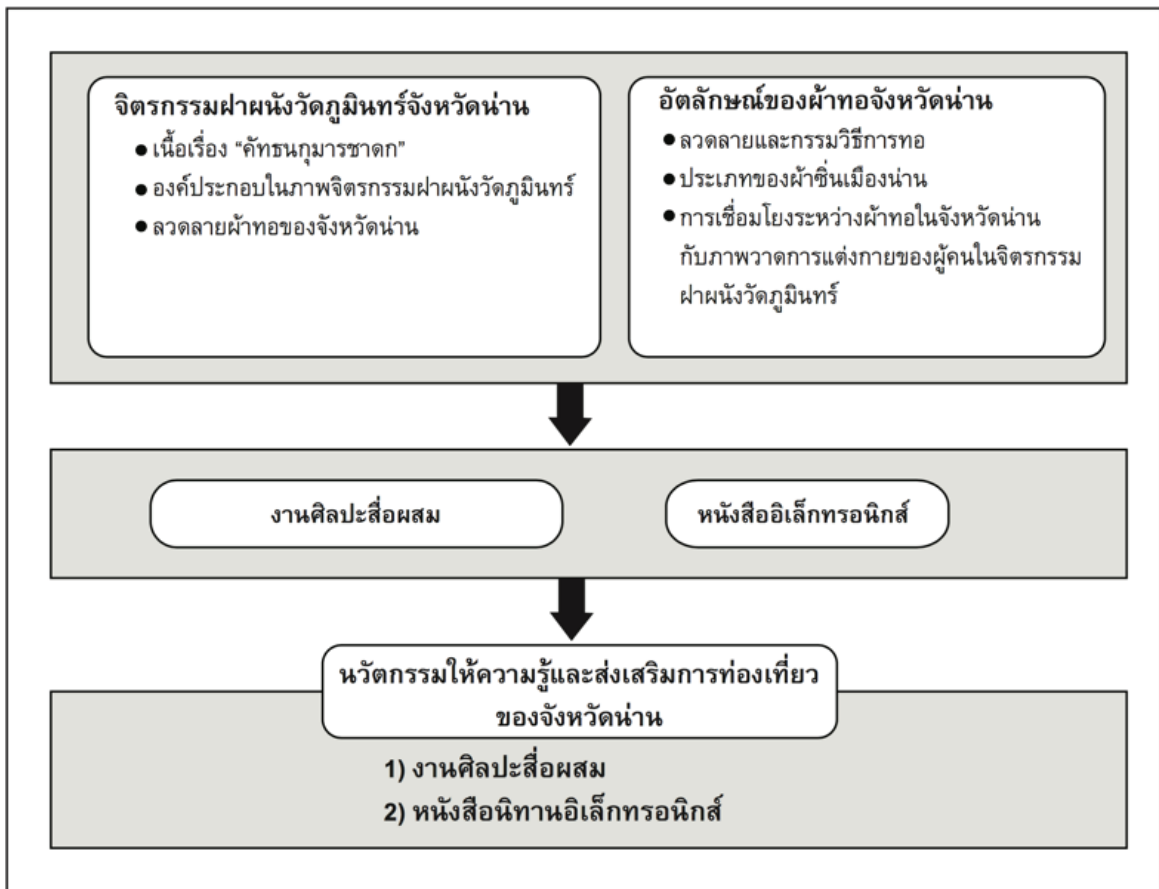 จิตรกรรมฝาผนังวัดภูมินทร์จังหวัดน่าน
● เนื้อเรื่อง “คัทธนกุมารชาดก”
● องค์ประกอบในภาพจิตรกรรมฝาผนังวัดภูมินทร์
● ลวดลายผ้าทอของจังหวัดน่าน
อัตลักษณ์ของผ้าทอจังหวัดน่าน
● ลวดลายและกรรมวิธีการทอ
● ประเภทของผ้าซิ่นเมืองน่าน
● การเชื่อมโยงระหว่างผ้าทอในจังหวัดน่าน
กับภาพวาดการแต่งกายของผู้คนในจิตรกรรม
ฝาผนังวัดภูมินทร์
งานศิลปะสื่อผสม
หนังสืออิเล็กทรอนิกส์
นวัตกรรมให้ความรู้และส่งเสริมการท่องเที่ยว
ของจังหวัดน่าน
1) งานศิลปะสื่อผสม
2) หนังสือนิทานอิเล็กทรอนิกส์